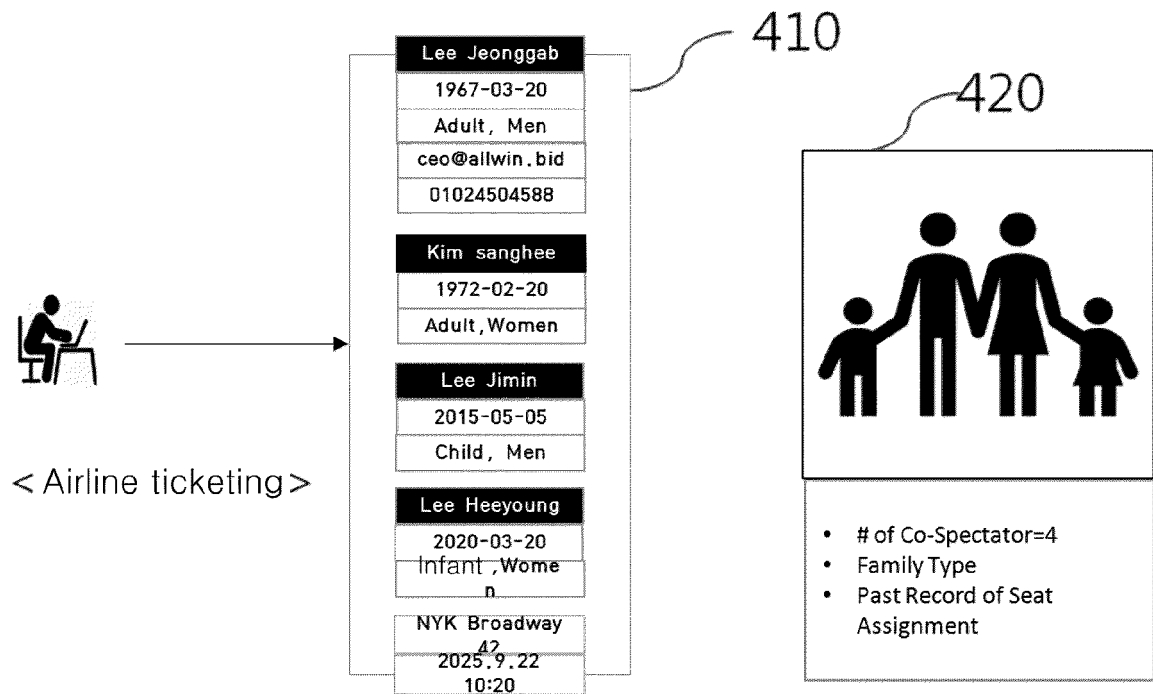 410
Lee Jeonggab
1967-03-20
Adult, Men
ceo@allwin.bid
01024504588
Kim sanghee
1972-02-20
Adult,Women
Lee Jimin
2015-05-05
Child, Men
Lee Heeyoung
2020-03-20
Infant ,Wome
n
NYK Broadway
42
2025.9.22
10:20
< Airline ticketing >
420
• # of Co-Spectator=4
• Family Type
• Past Record of Seat
Assignment